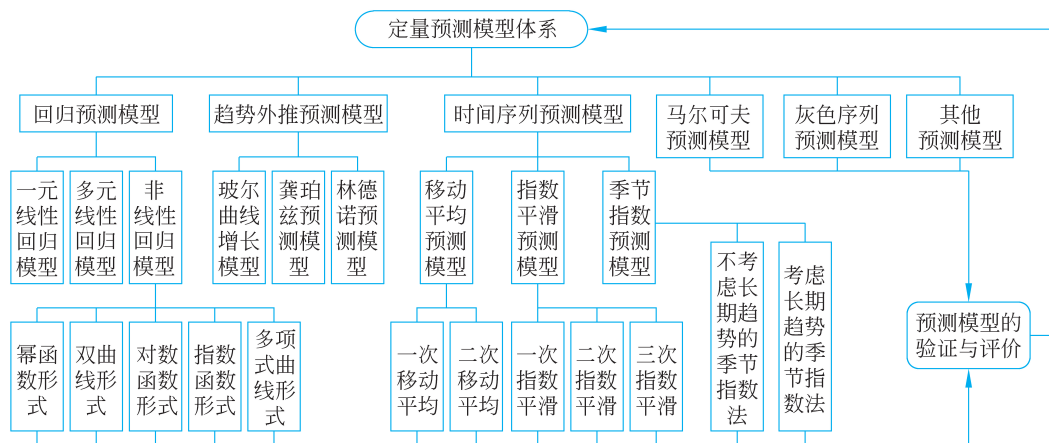 定量预测模型体系
回归预测模型
趋势外推预测模型
时间序列预测模型
马尔可夫
预测模型
灰色序列
预测模型
其他
预测模型
一元
线性
回归
模型
多元
线性
回归
模型
非
线性
回归
模型
玻尔
曲线
增长
模型
龚珀
兹预
测模
型
林德
诺预
测模
型
移动
平均
预测
模型
指数
平滑
预测
模型
季节
指数
预测
模型
不考
虑长
期趋
势的
季节
指数
法
考虑
长期
趋势
的季
节指
数法
预测模型的
验证与评价
幂函
数形
式
双曲
线形
式
对数
函数
形式
指数
函数
形式
多项
式曲
线形
式
一次
移动
平均
二次
移动
平均
一次
指数
平滑
二次
指数
平滑
三次
指数
平滑